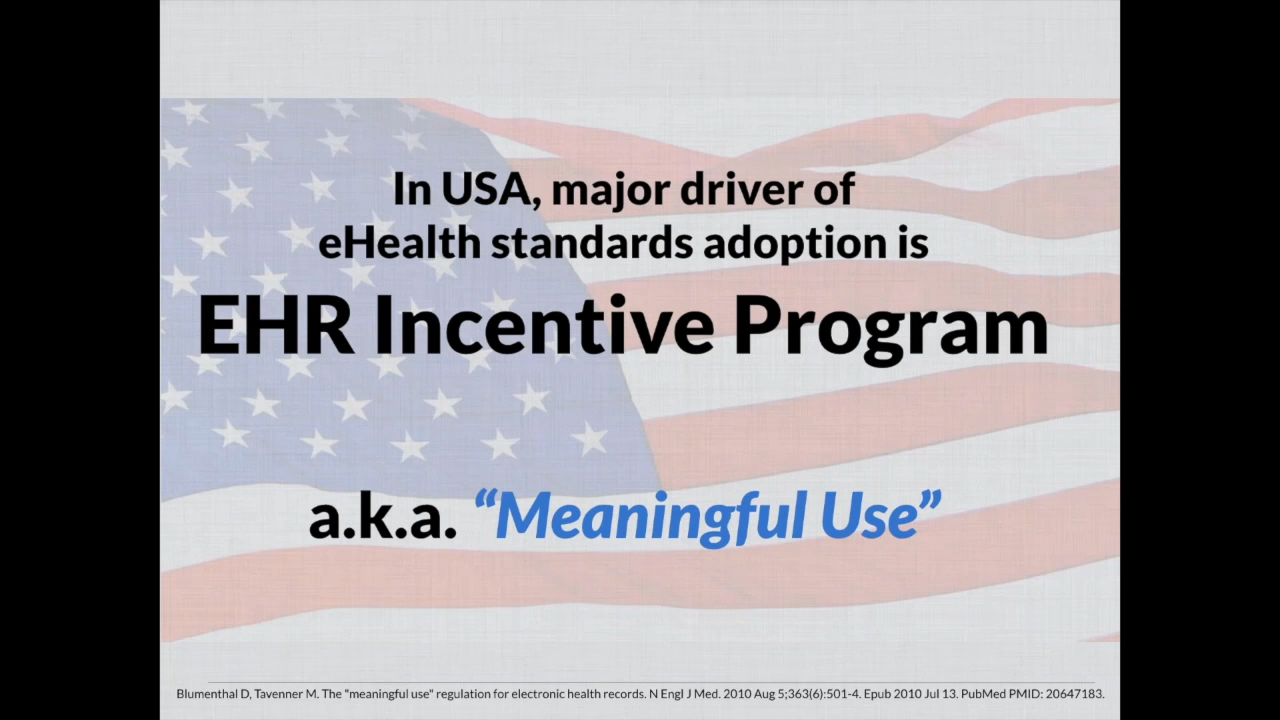 In USA, major driver of
eHealth standards adoption is
EHR Incentive Program
a.k.a. “Meaningful Use”
Blumenthal D, Tavenner M. The "meaningful use" regulation for electronic health records. N Engl J Med. 2010 Aug 5;363(6):501-4. Epub 2010 Jul 13. PubMed PMID: 20647183.